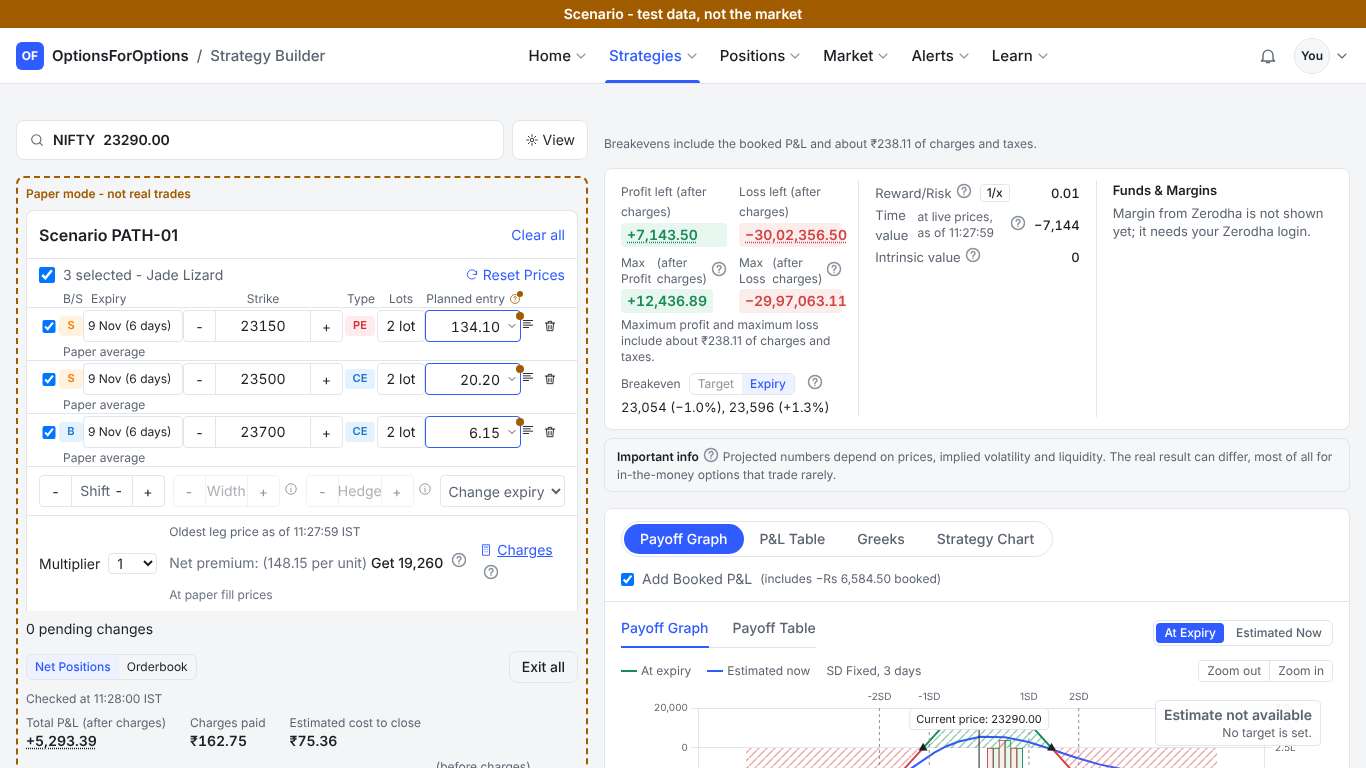 Scenario - test data, not the market
OF OptionsForOptions / Strategy Builder
Home Strategies Positions Market Alerts Learn You
NIFTY 23290.00
View
Paper mode - not real trades
Scenario PATH-01 Clear all
3 selected - Jade Lizard Reset Prices
B/S Expiry Strike Type Lots Planned entry
S 9 Nov (6 days) - 23150 + PE 2 lot 134.10
Paper average
S 9 Nov (6 days) - 23500 + CE 2 lot 20.20
Paper average
B 9 Nov (6 days) - 23700 + CE 2 lot 6.15
Paper average
- Shift - + - Width + - Hedge + Change expiry
Oldest leg price as of 11:27:59 IST
Multiplier 1 Net premium: (148.15 per unit) Get 19,260 Charges
At paper fill prices
0 pending changes
Net Positions Orderbook Exit all
Checked at 11:28:00 IST
Total P&L (after charges) Charges paid Estimated cost to close
+5,293.39 ₹162.75 ₹75.36
(before charges)
Breakevens include the booked P&L and about ₹238.11 of charges and taxes.
Profit left (after charges) Loss left (after charges)
+7,143.50 −30,02,356.50
Max Profit (after charges) Max Loss (after charges)
+12,436.89 −29,97,063.11
Maximum profit and maximum loss
include about ₹238.11 of charges and
taxes.
Breakeven Target Expiry
23,054 (−1.0%), 23,596 (+1.3%)
Reward/Risk 1/x 0.01
Time value at live prices, as of 11:27:59 −7,144
Intrinsic value 0
Funds & Margins
Margin from Zerodha is not shown
yet; it needs your Zerodha login.
Important info Projected numbers depend on prices, implied volatility and liquidity. The real result can differ, most of all for
in-the-money options that trade rarely.
Payoff Graph P&L Table Greeks Strategy Chart
Add Booked P&L (includes −Rs 6,584.50 booked)
Payoff Graph Payoff Table
At Expiry Estimated Now
At expiry Estimated now SD Fixed, 3 days
Zoom out Zoom in
-2SD -1SD 1SD 2SD
20,000
Current price: 23290.00
Estimate not available
No target is set.
0 2.5L